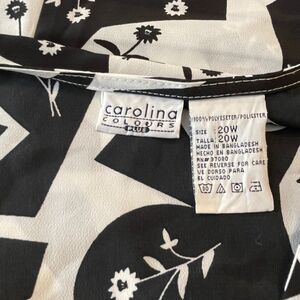 carolina
COLOURS
PLUS
100% POLYESTER/POLIESTER
SIZE: 20W
TALLA: 20W
MADE IN BANGLADESH
HECHO EN BANGLADESH
RN# 37080
SEE REVERSE FOR CARE
VE DORSO PARA
EL CUIDADO